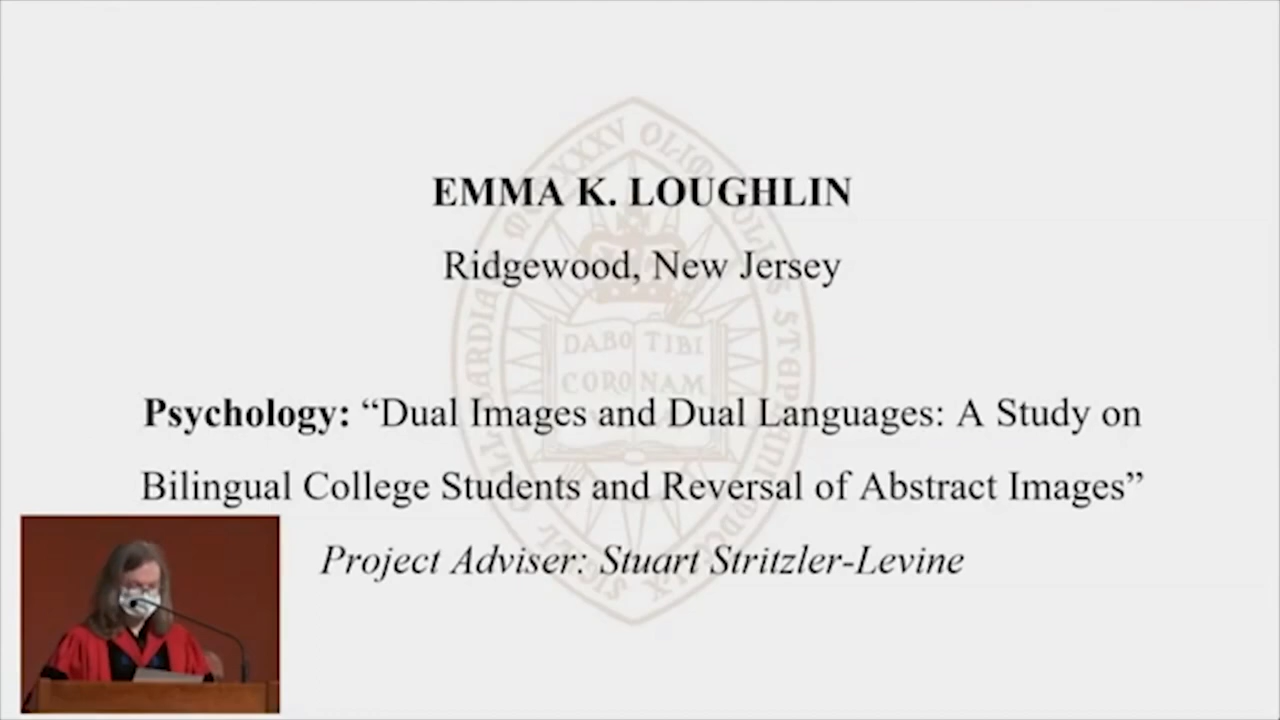 EMMA K. LOUGHLIN
Ridgewood, New Jersey
DABO TIBI
CORONAM
Psychology: “Dual Images and Dual Languages: A Study on
Bilingual College Students and Reversal of Abstract Images”
Project Adviser: Stuart Stritzler-Levine